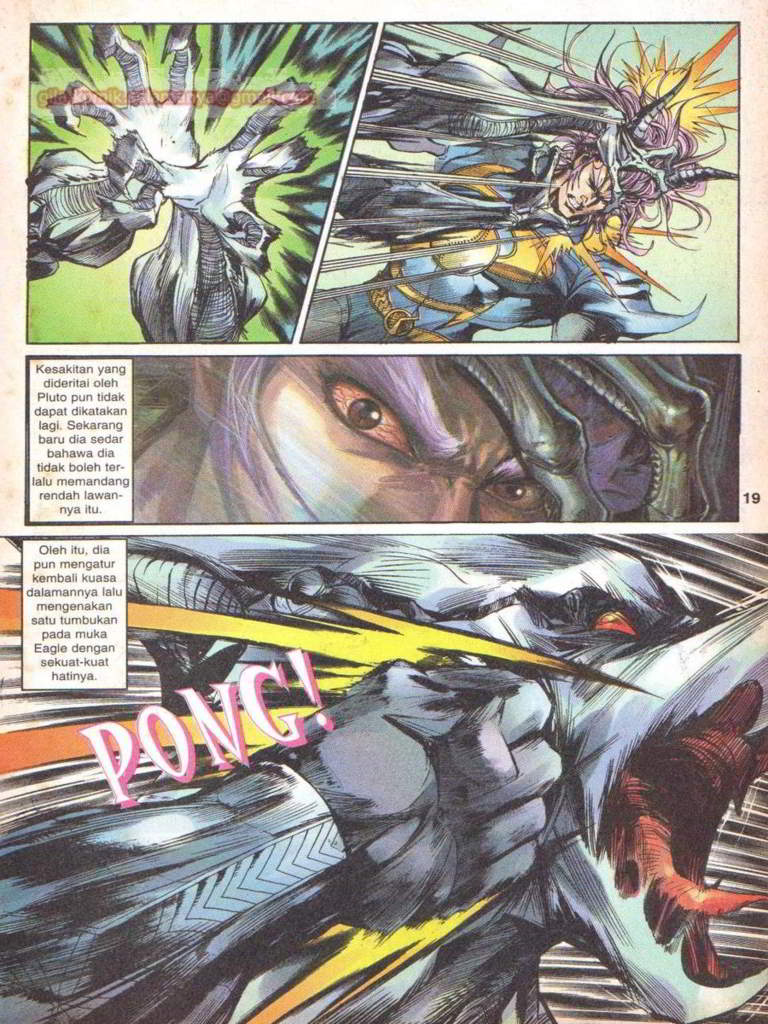 Kesakitan yang
dideritai oleh
Pluto pun tidak
dapat dikatakan
lagi. Sekarang
baru dia sedar
bahawa dia
tidak boleh ter-
lalu memandang
rendah lawan-
nya itu.
19
Oleh itu, dia
pun mengatur
kembali kuasa
dalamannya lalu
mengenakan
satu tumbukan
pada muka
Eagle dengan
sekuat-kuat
hatinya.
PONG!